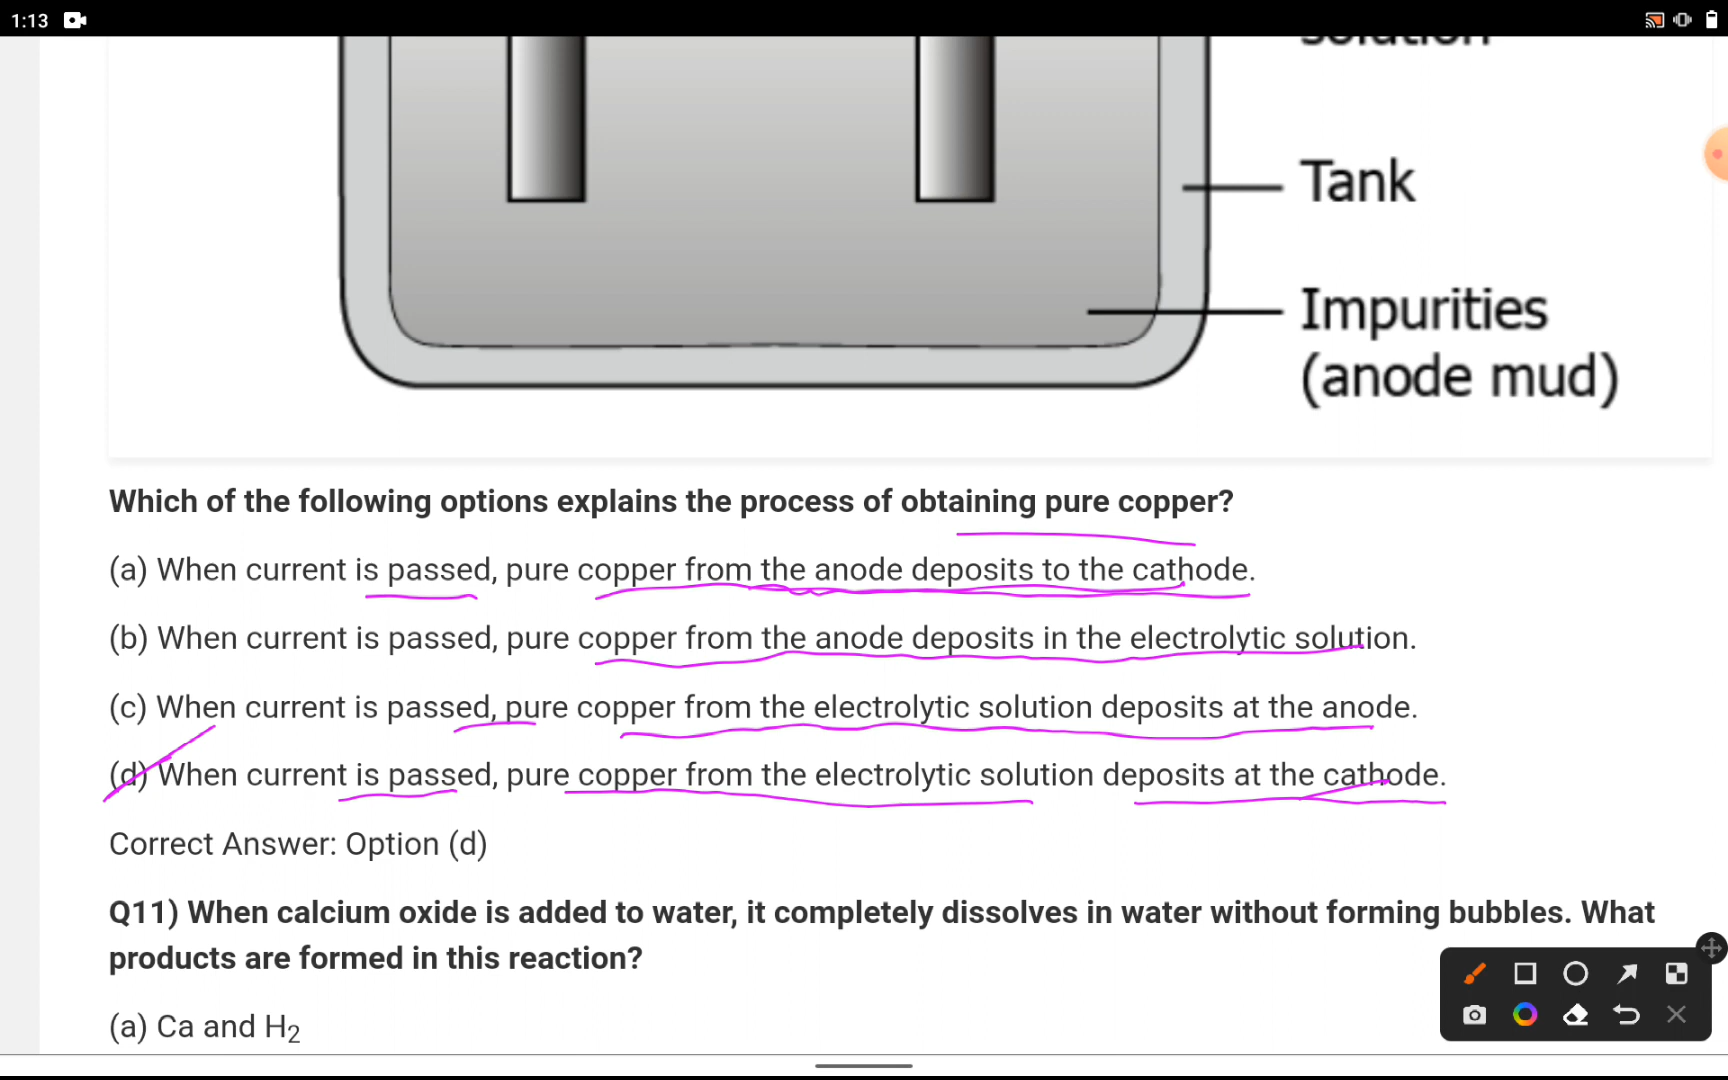 1:13
solution
Tank
Impurities
(anode mud)
Which of the following options explains the process of obtaining pure copper?
(a) When current is passed, pure copper from the anode deposits to the cathode.
(b) When current is passed, pure copper from the anode deposits in the electrolytic solution.
(c) When current is passed, pure copper from the electrolytic solution deposits at the anode.
(d) When current is passed, pure copper from the electrolytic solution deposits at the cathode.
Correct Answer: Option (d)
Q11) When calcium oxide is added to water, it completely dissolves in water without forming bubbles. What
products are formed in this reaction?
(a) Ca and H₂